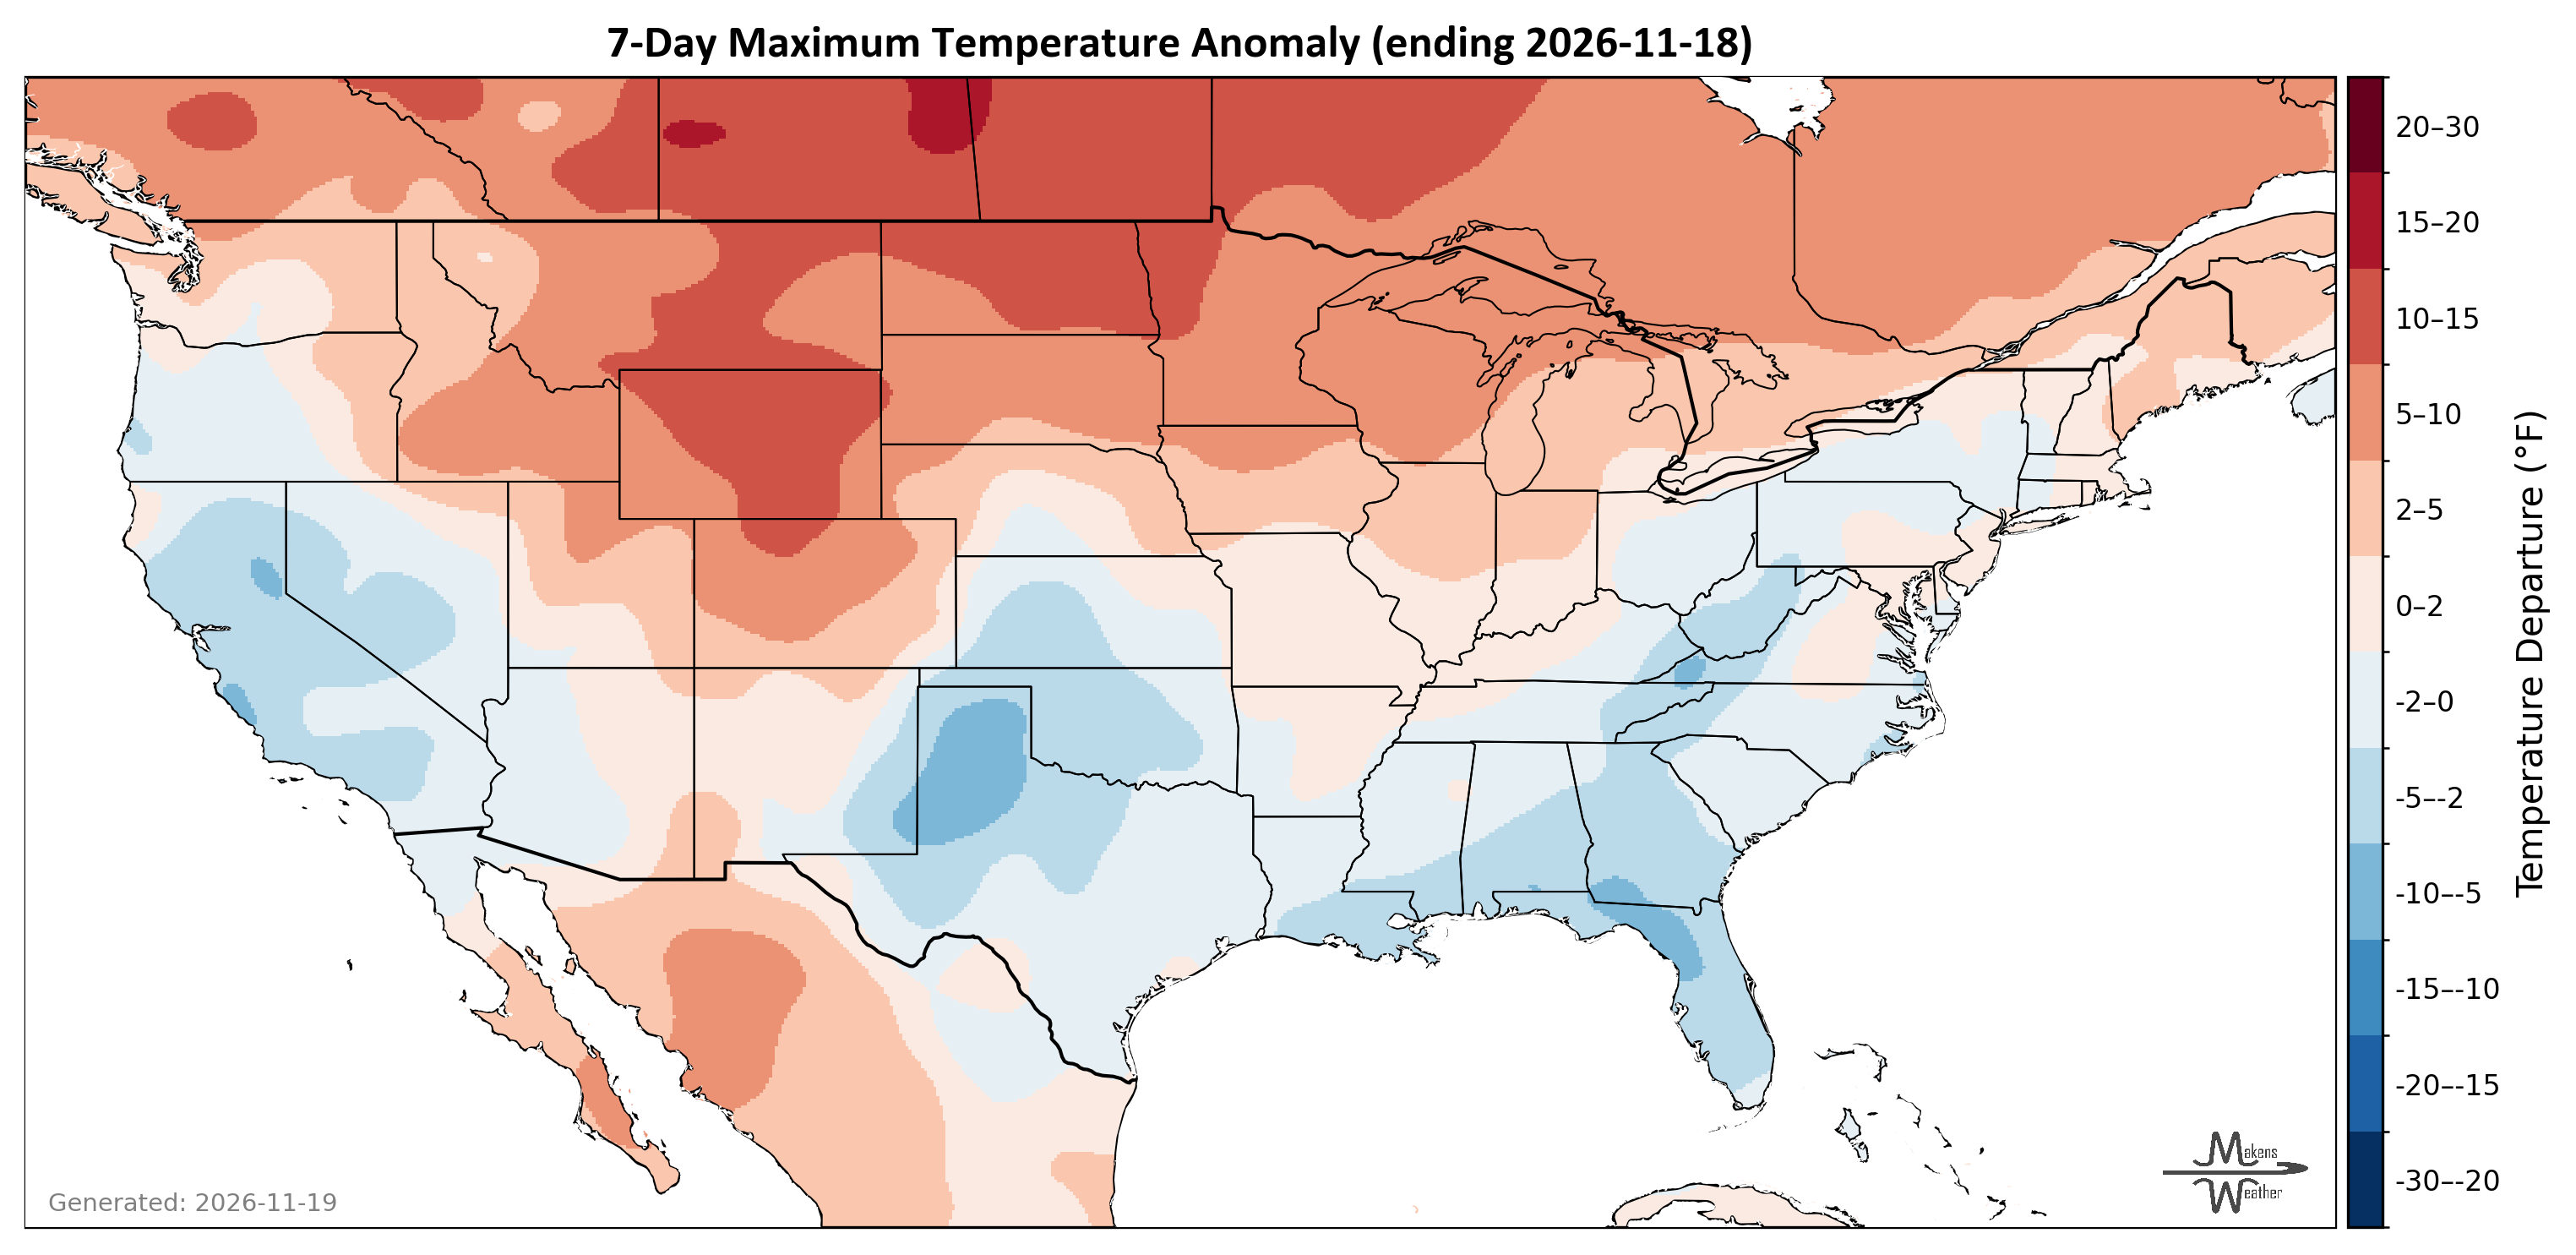 7-Day Maximum Temperature Anomaly (ending 2026-11-18)
20–30
15–20
10–15
5–10
2–5
0–2
-2–0
-5–-2
-10–-5
-15–-10
-20–-15
-30–-20
Temperature Departure (°F)
Makens
Weather
Generated: 2026-11-19